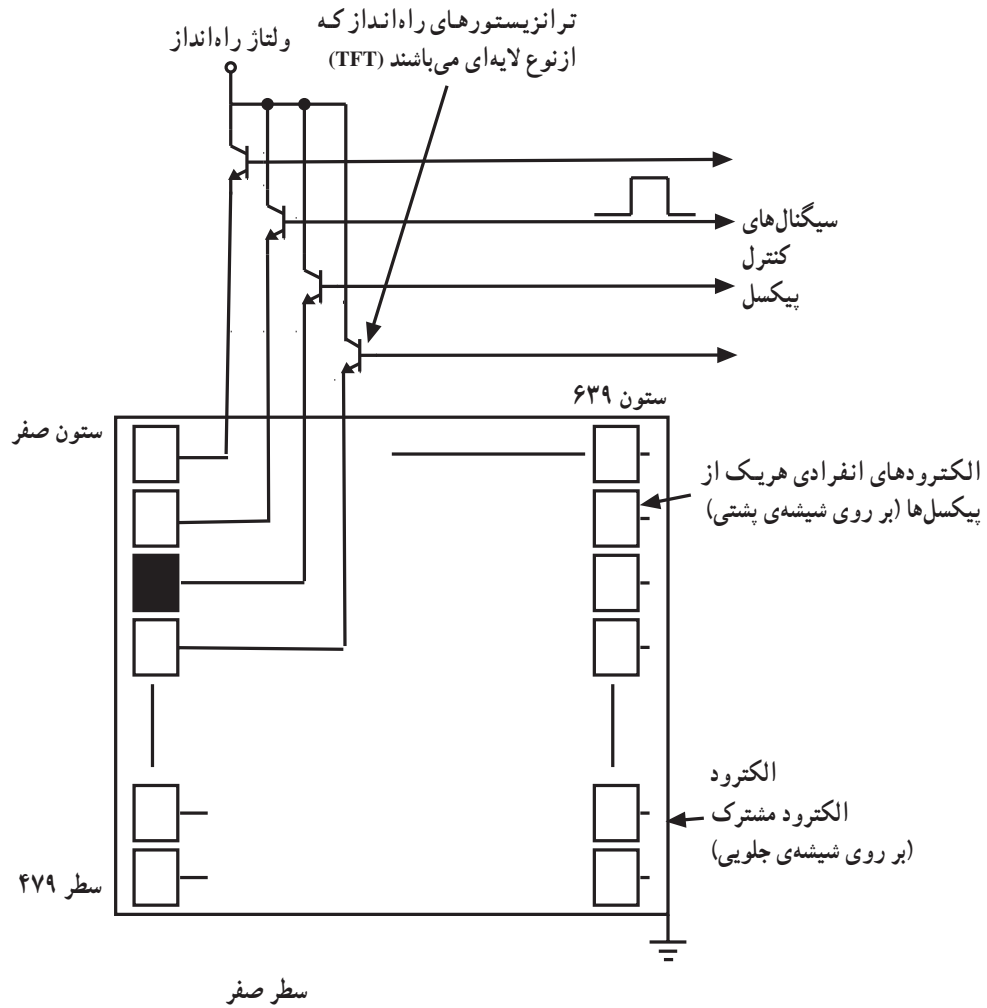 ترانزیستورهای راه‌انداز که
ازنوع لایه‌ای می‌باشند (TFT)
ولتاژ راه‌انداز
سیگنال‌های
کنترل
پیکسل
ستون ۶۳۹
ستون صفر
الکترودهای انفرادی هریک از
پیکسل‌ها (بر روی شیشه‌ی پشتی)
الکترود
الکترود مشترک
(بر روی شیشه‌ی جلویی)
سطر ۴۷۹
سطر صفر